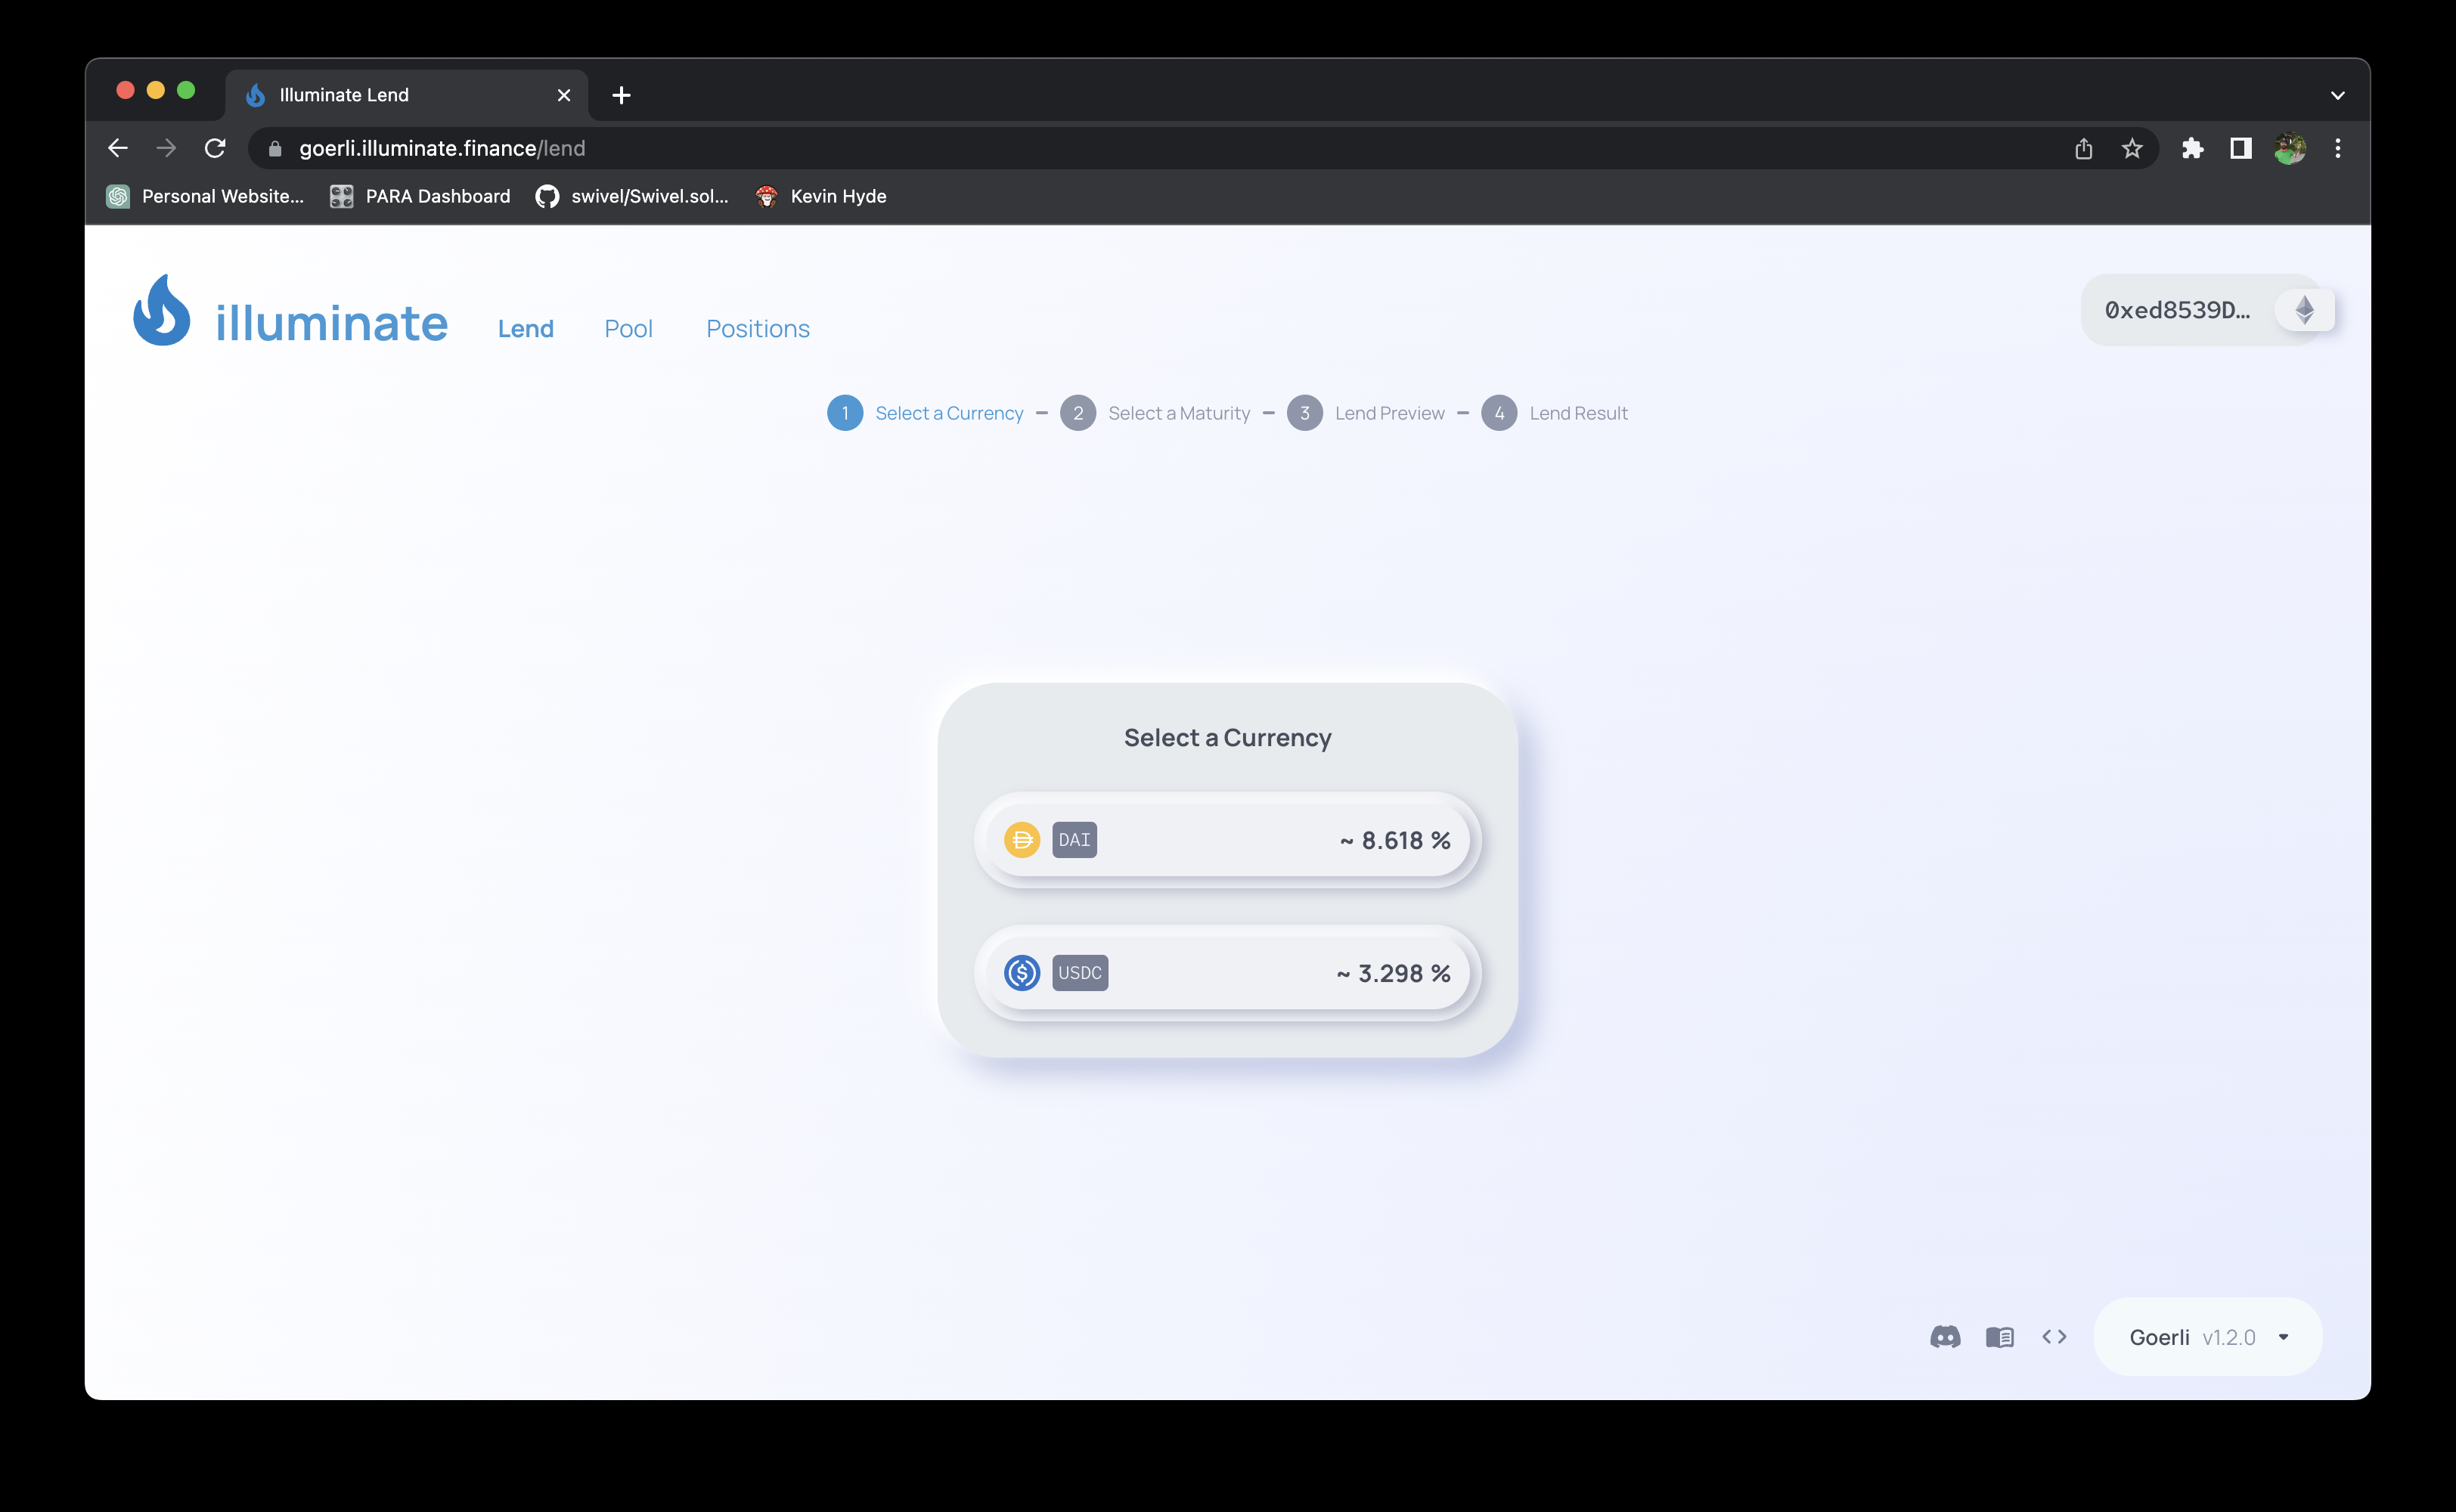 Illuminate Lend
goerli.illuminate.finance/lend
Personal Website... PARA Dashboard swivel/Swivel.sol... Kevin Hyde
illuminate Lend Pool Positions 0xed8539D...
1 Select a Currency - 2 Select a Maturity - 3 Lend Preview - 4 Lend Result
Select a Currency
DAI ~ 8.618 %
USDC ~ 3.298 %
Goerli v1.2.0